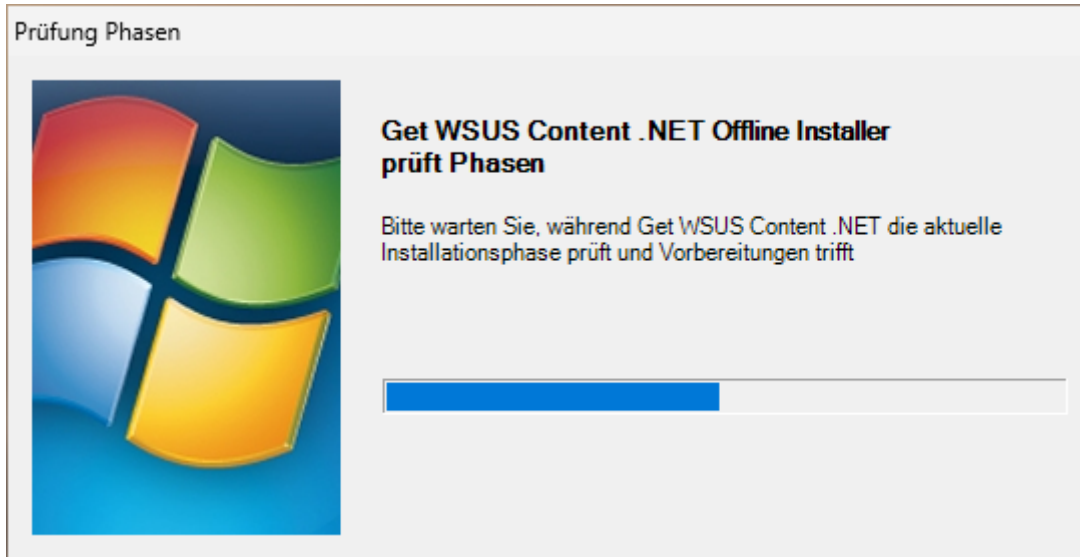 Prüfung Phasen
Get WSUS Content .NET Offline Installer
prüft Phasen
Bitte warten Sie, während Get WSUS Content .NET die aktuelle
Installationsphase prüft und Vorbereitungen trifft